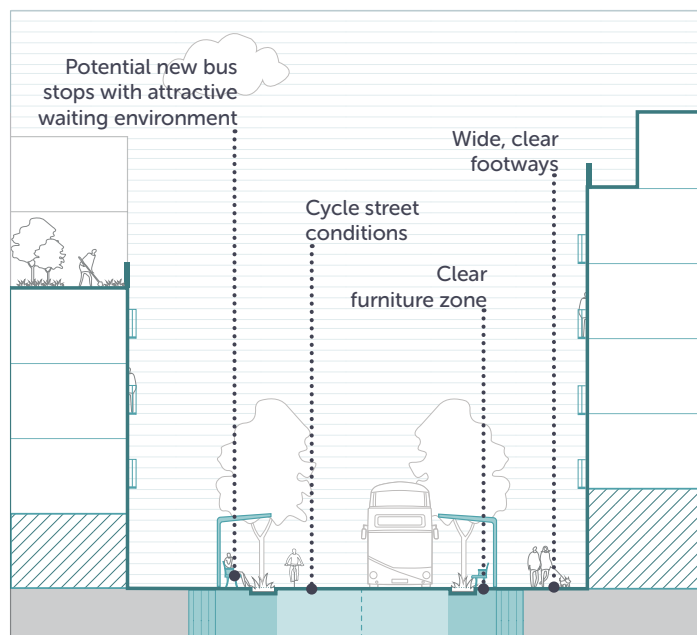 Potential new bus
stops with attractive
waiting environment
Wide, clear
footways
Cycle street
conditions
Clear
furniture zone